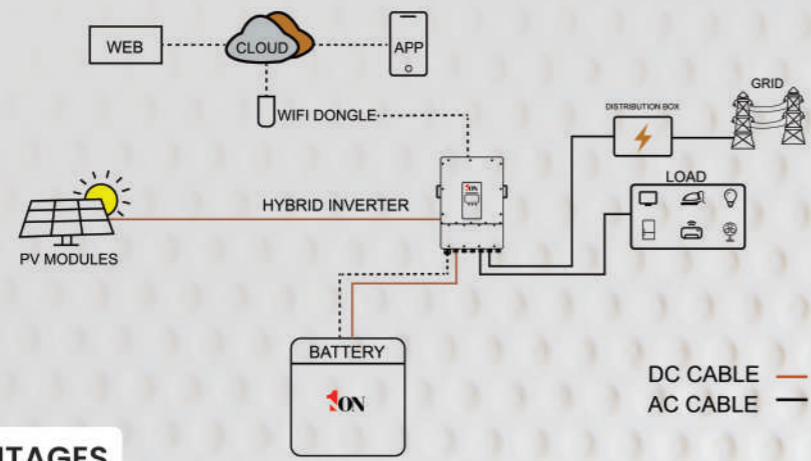 WEB
CLOUD
APP
WIFI DONGLE
DISTRIBUTION BOX
GRID
LOAD
HYBRID INVERTER
PV MODULES
BATTERY
ON
DC CABLE
AC CABLE